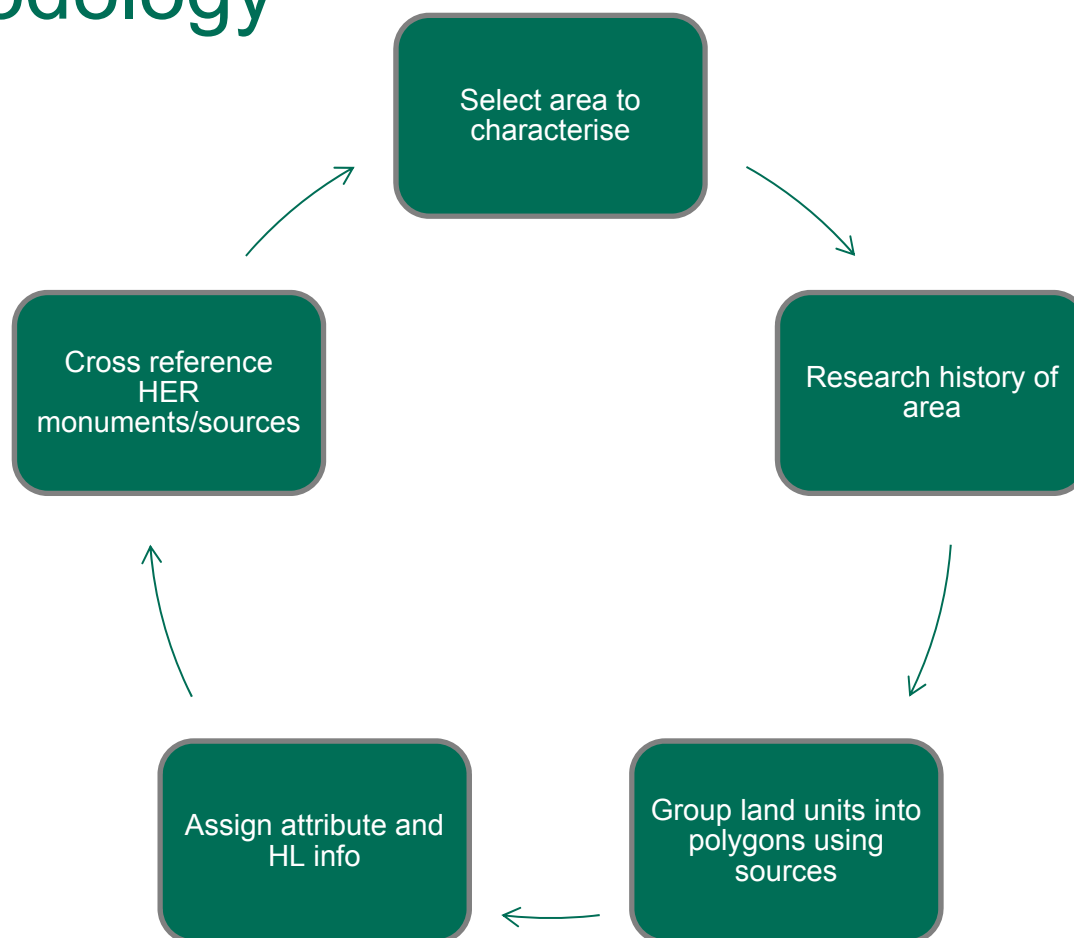 odology
Select area to
characterise
Research history of
area
Group land units into
polygons using
sources
Assign attribute and
HL info
Cross reference
HER
monuments/sources